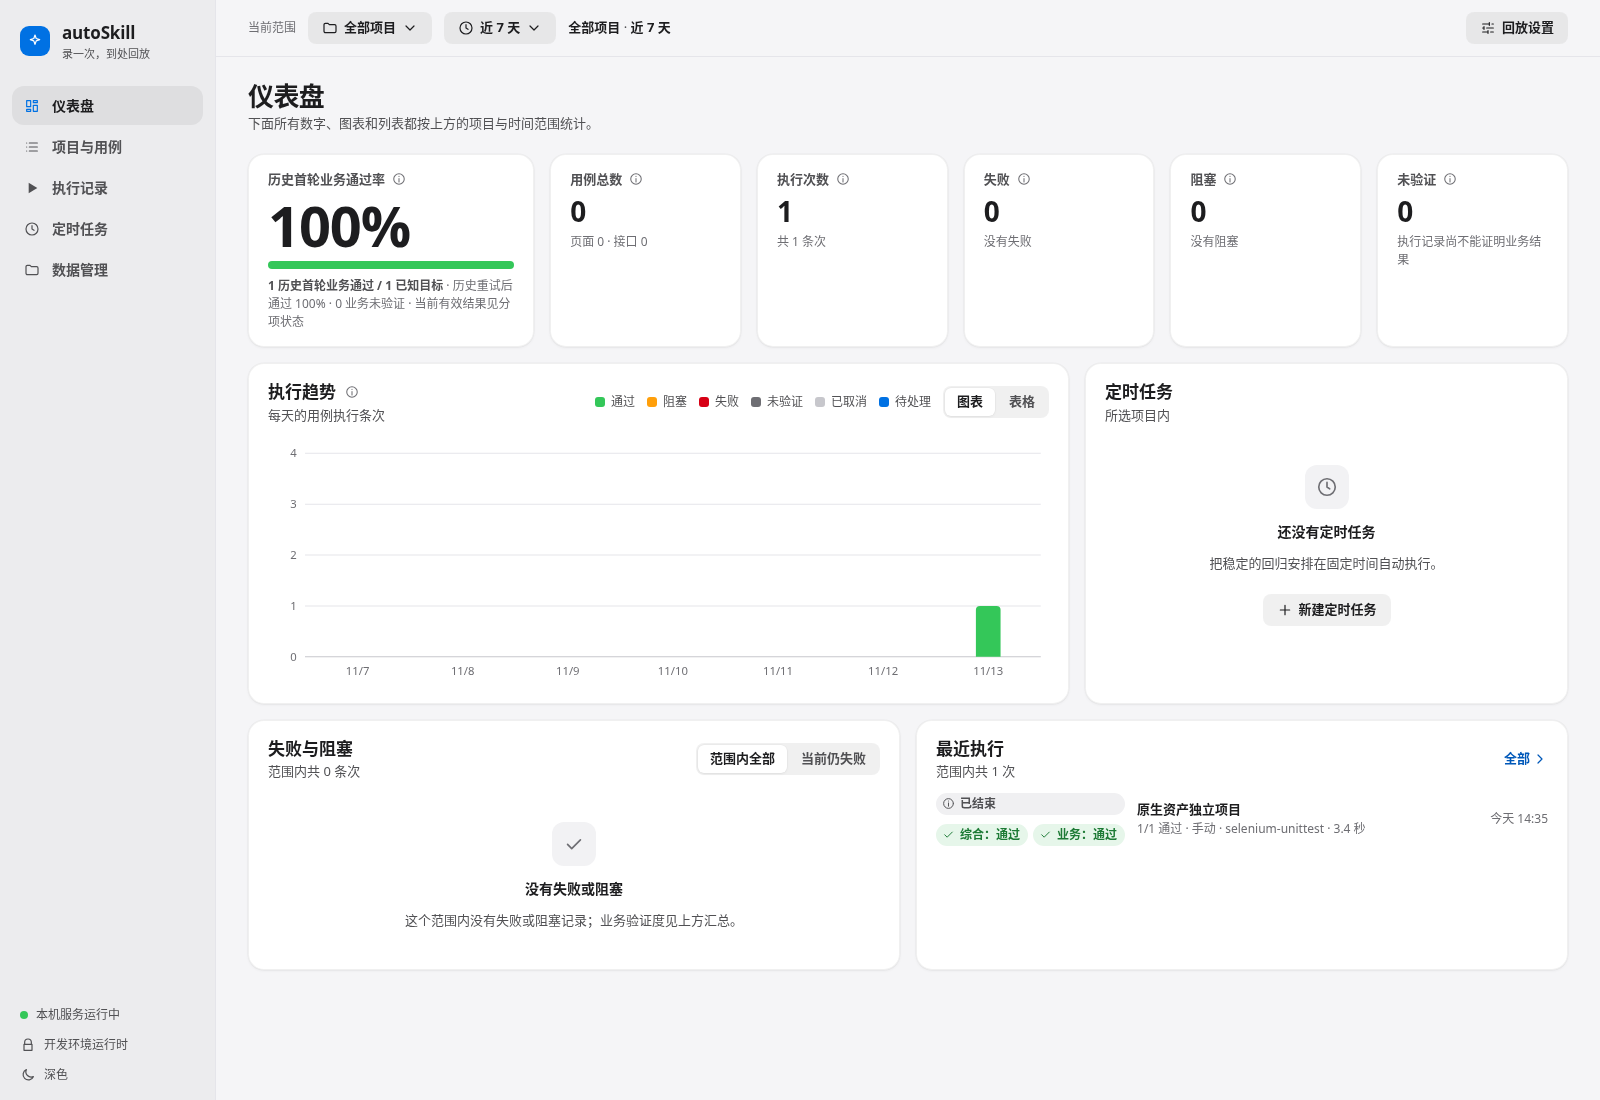 autoSkill
录一次，到处回放
仪表盘
项目与用例
执行记录
定时任务
数据管理
本机服务运行中
开发环境运行时
深色
当前范围
全部项目
近 7 天
全部项目 · 近 7 天
回放设置
仪表盘
下面所有数字、图表和列表都按上方的项目与时间范围统计。
历史首轮业务通过率
100%
1 历史首轮业务通过 / 1 已知目标 · 历史重试后
通过 100% · 0 业务未验证 · 当前有效结果见分
项状态
用例总数
0
页面 0 · 接口 0
执行次数
1
共 1 条次
失败
0
没有失败
阻塞
0
没有阻塞
未验证
0
执行记录尚不能证明业务结
果
执行趋势
每天的用例执行条次
通过 阻塞 失败 未验证 已取消 待处理
图表 表格
4
3
2
1
0
11/7 11/8 11/9 11/10 11/11 11/12 11/13
定时任务
所选项目内
还没有定时任务
把稳定的回归安排在固定时间自动执行。
新建定时任务
失败与阻塞
范围内共 0 条次
范围内全部 当前仍失败
没有失败或阻塞
这个范围内没有失败或阻塞记录；业务验证度见上方汇总。
最近执行
范围内共 1 次
全部
已结束
综合：通过 业务：通过
原生资产独立项目
1/1 通过 · 手动 · selenium-unittest · 3.4 秒
今天 14:35